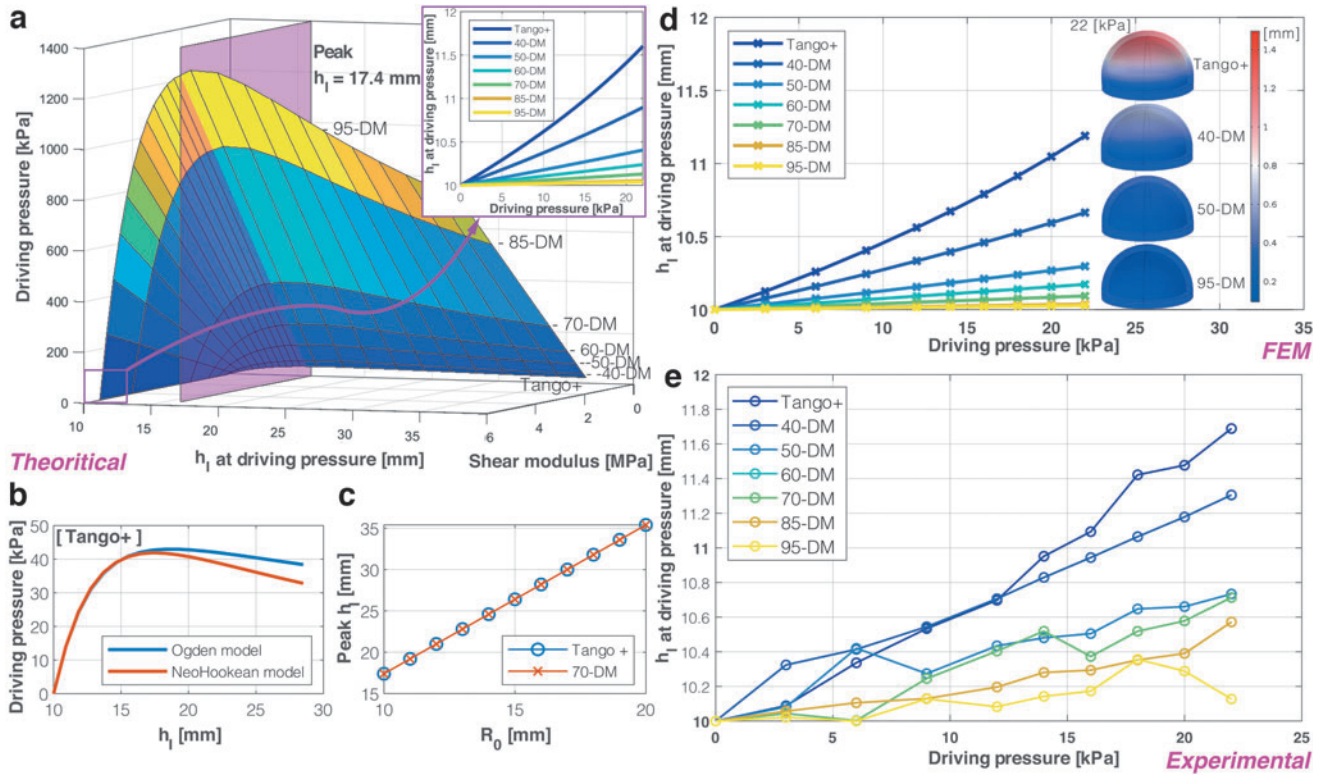 a
1400
1200
1000
800
600
400
200
0
Driving pressure [kPa]
Peak
h_l = 17.4 mm
- 95-DM
- 85-DM
- 70-DM
- 60-DM
--50-DM
- -40-DM
Tango+
10
15
20
25
30
35
6
4
2
0
h_l at driving pressure [mm]
Shear modulus [MPa]
Theoritical
12
11.5
11
10.5
10
h_l at driving pressure [mm]
Tango+
40-DM
50-DM
60-DM
70-DM
85-DM
95-DM
0
5
10
15
20
Driving pressure [kPa]
b
50
40
30
20
10
0
Driving pressure [kPa]
[ Tango+ ]
Ogden model
NeoHookean model
10
15
20
25
30
h_l [mm]
c
35
25
15
Peak h_l [mm]
Tango +
70-DM
10
15
20
R_0 [mm]
d
12
11.5
11
10.5
10
h_l at driving pressure [mm]
Tango+
40-DM
50-DM
60-DM
70-DM
85-DM
95-DM
22 [kPa]
[mm]
Tango+
40-DM
50-DM
95-DM
1.4
1.2
1
0.8
0.6
0.4
0.2
0
5
10
15
20
25
30
35
Driving pressure [kPa]
FEM
e
12
11.8
11.6
11.4
11.2
11
10.8
10.6
10.4
10.2
10
h_l at driving pressure [mm]
Tango+
40-DM
50-DM
60-DM
70-DM
85-DM
95-DM
0
5
10
15
20
25
Driving pressure [kPa]
Experimental